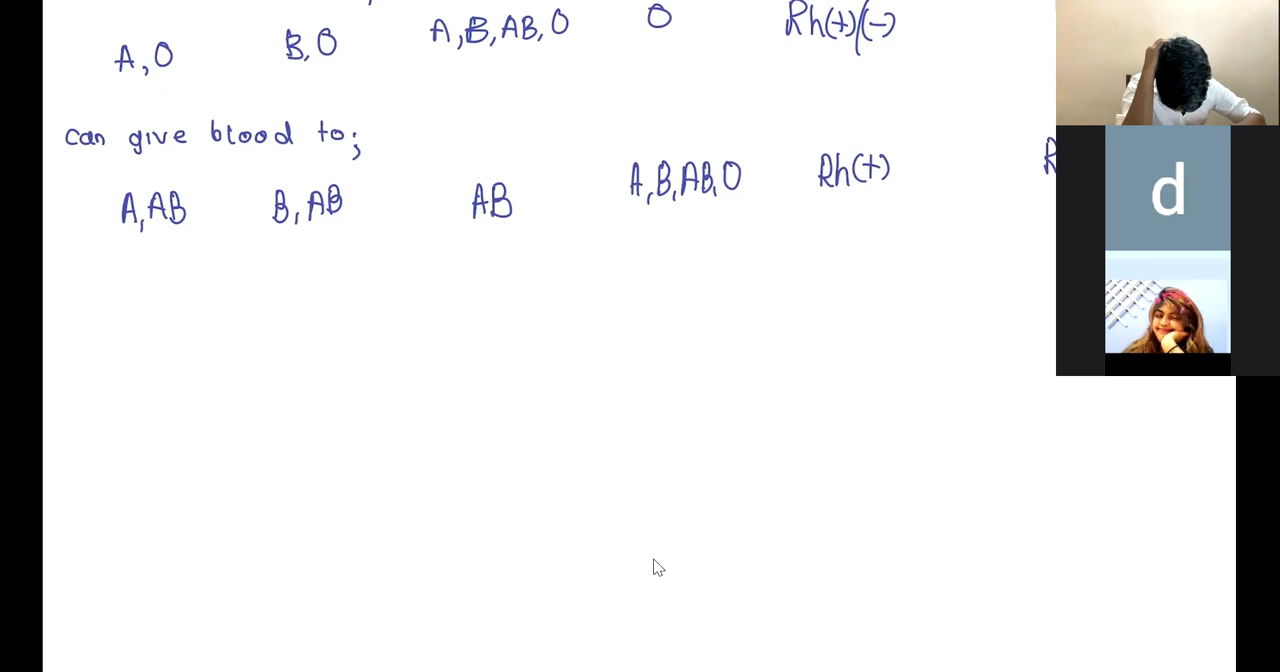 A,O B,O A,B,AB,O O Rh(+)/(-)
can give blood to;
A,AB B,AB AB A,B,AB,O Rh(+) R
d